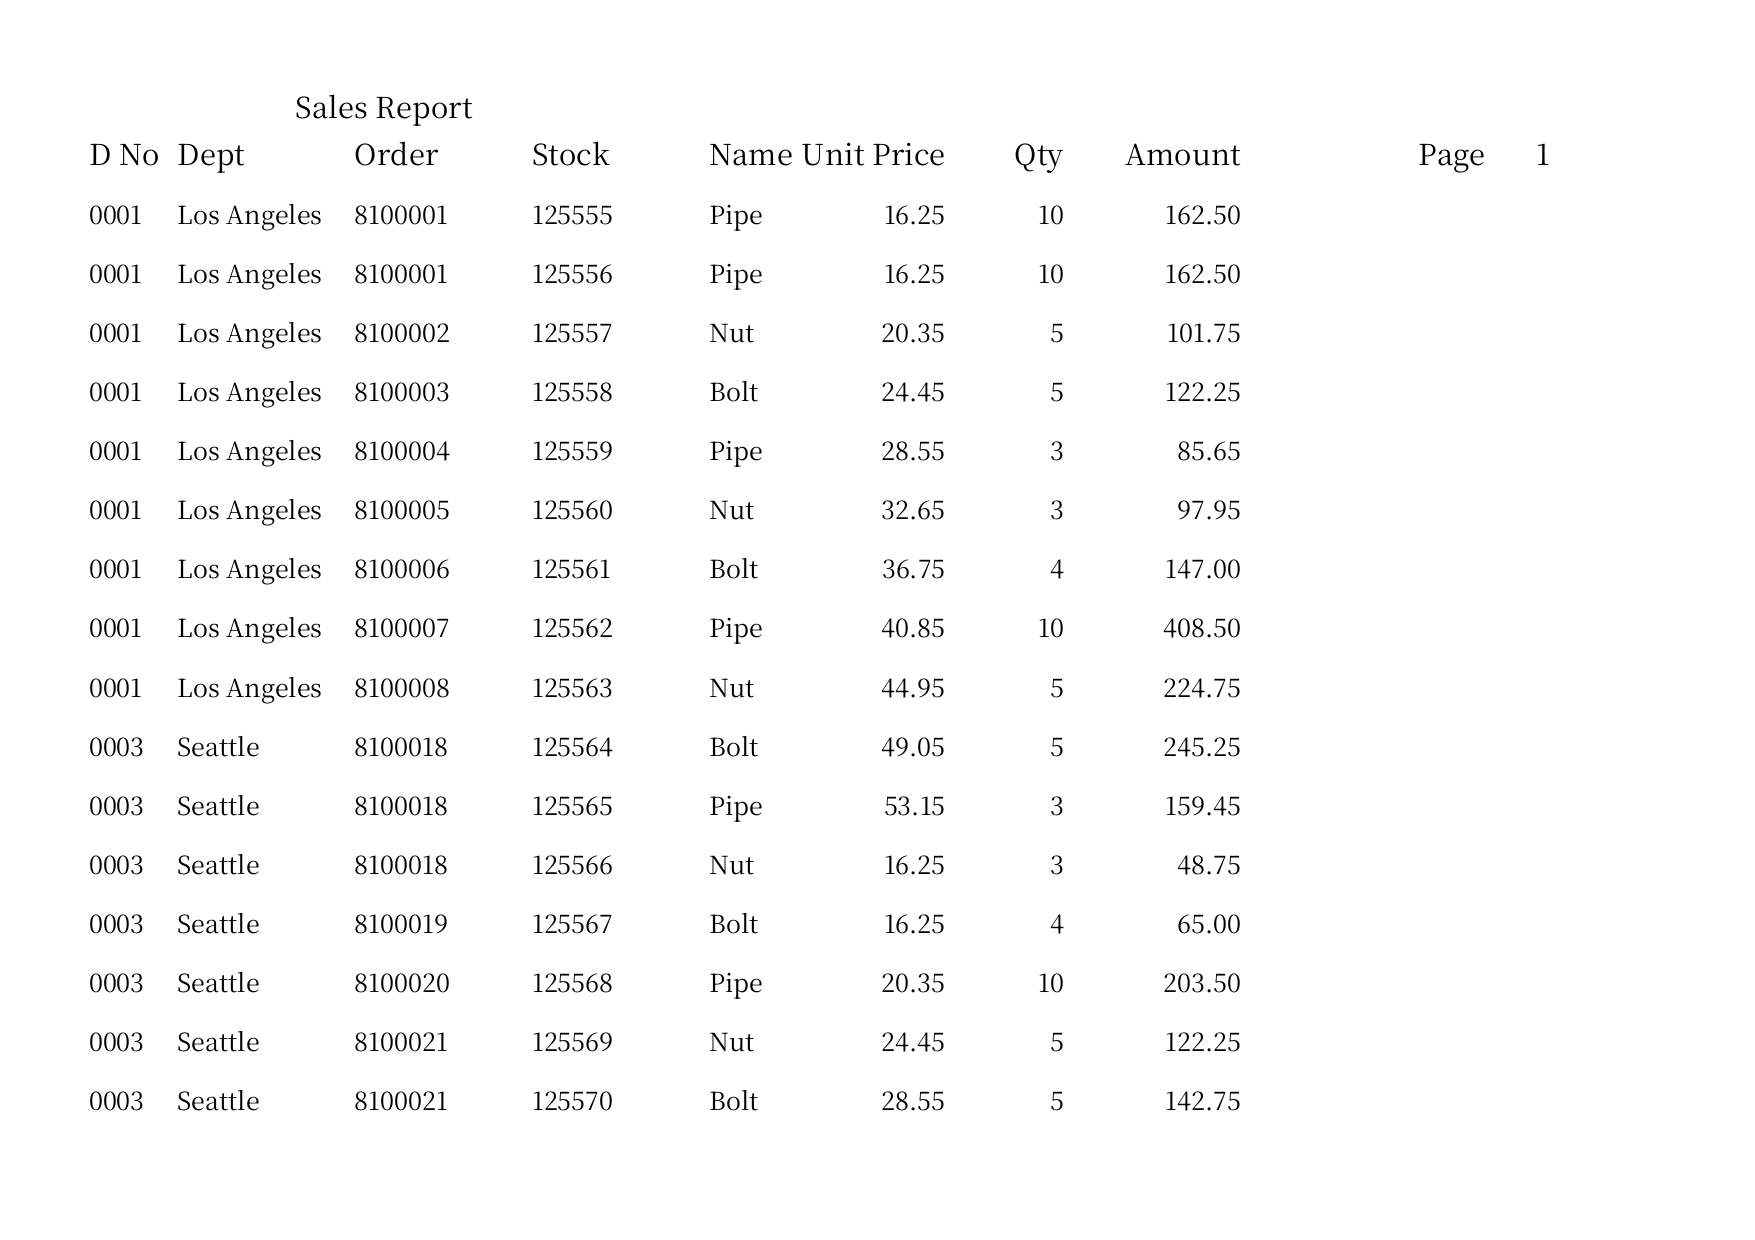 Sales Report
D No Dept Order Stock Name Unit Price Qty Amount Page 1
0001 Los Angeles 8100001 125555 Pipe 16.25 10 162.50
0001 Los Angeles 8100001 125556 Pipe 16.25 10 162.50
0001 Los Angeles 8100002 125557 Nut 20.35 5 101.75
0001 Los Angeles 8100003 125558 Bolt 24.45 5 122.25
0001 Los Angeles 8100004 125559 Pipe 28.55 3 85.65
0001 Los Angeles 8100005 125560 Nut 32.65 3 97.95
0001 Los Angeles 8100006 125561 Bolt 36.75 4 147.00
0001 Los Angeles 8100007 125562 Pipe 40.85 10 408.50
0001 Los Angeles 8100008 125563 Nut 44.95 5 224.75
0003 Seattle 8100018 125564 Bolt 49.05 5 245.25
0003 Seattle 8100018 125565 Pipe 53.15 3 159.45
0003 Seattle 8100018 125566 Nut 16.25 3 48.75
0003 Seattle 8100019 125567 Bolt 16.25 4 65.00
0003 Seattle 8100020 125568 Pipe 20.35 10 203.50
0003 Seattle 8100021 125569 Nut 24.45 5 122.25
0003 Seattle 8100021 125570 Bolt 28.55 5 142.75